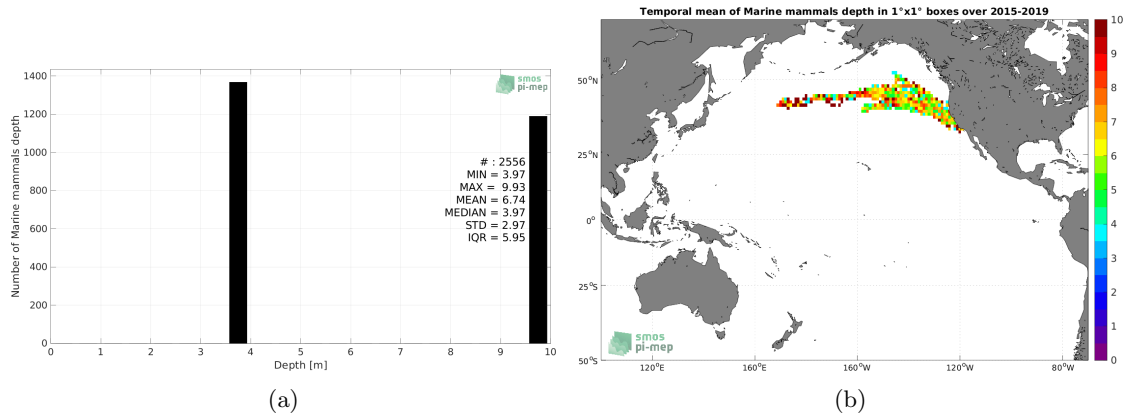 Number of Marine mammals depth
1400
1200
1000
800
600
400
200
0
smos
pi-mep
# : 2556
MIN = 3.97
MAX = 9.93
MEAN = 6.74
MEDIAN = 3.97
STD = 2.97
IQR = 5.95
0 1 2 3 4 5 6 7 8 9 10
Depth [m]
(a)
Temporal mean of Marine mammals depth in 1°x1° boxes over 2015-2019
50°N
25°N
0°
25°S
50°S
smos
pi-mep
120°E 160°E 160°W 120°W 80°W
10
9
8
7
6
5
4
3
2
1
0
(b)